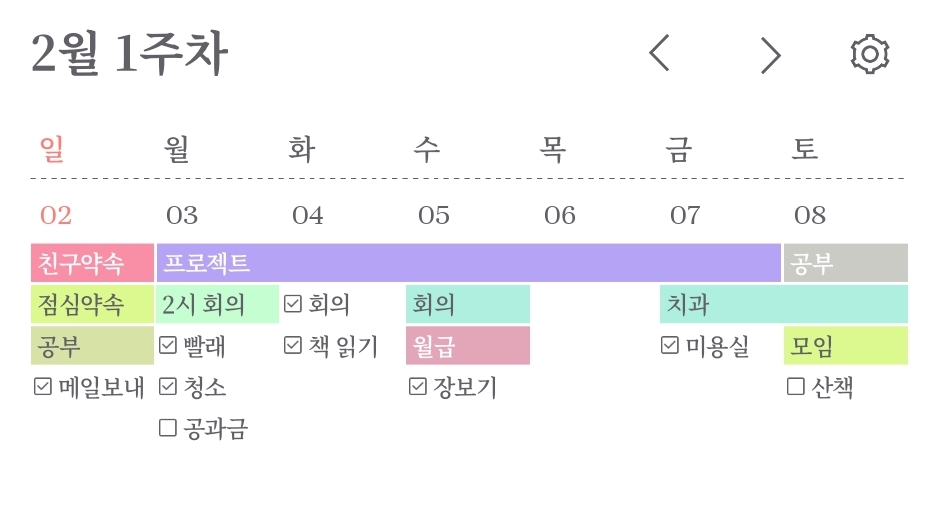 2월 1주차
일 월 화 수 목 금 토
02 03 04 05 06 07 08
친구약속 프로젝트 공부
점심약속 2시 회의 회의 회의 치과
공부 빨래 책 읽기 월급 미용실 모임
메일보내 청소 장보기 산책
공과금